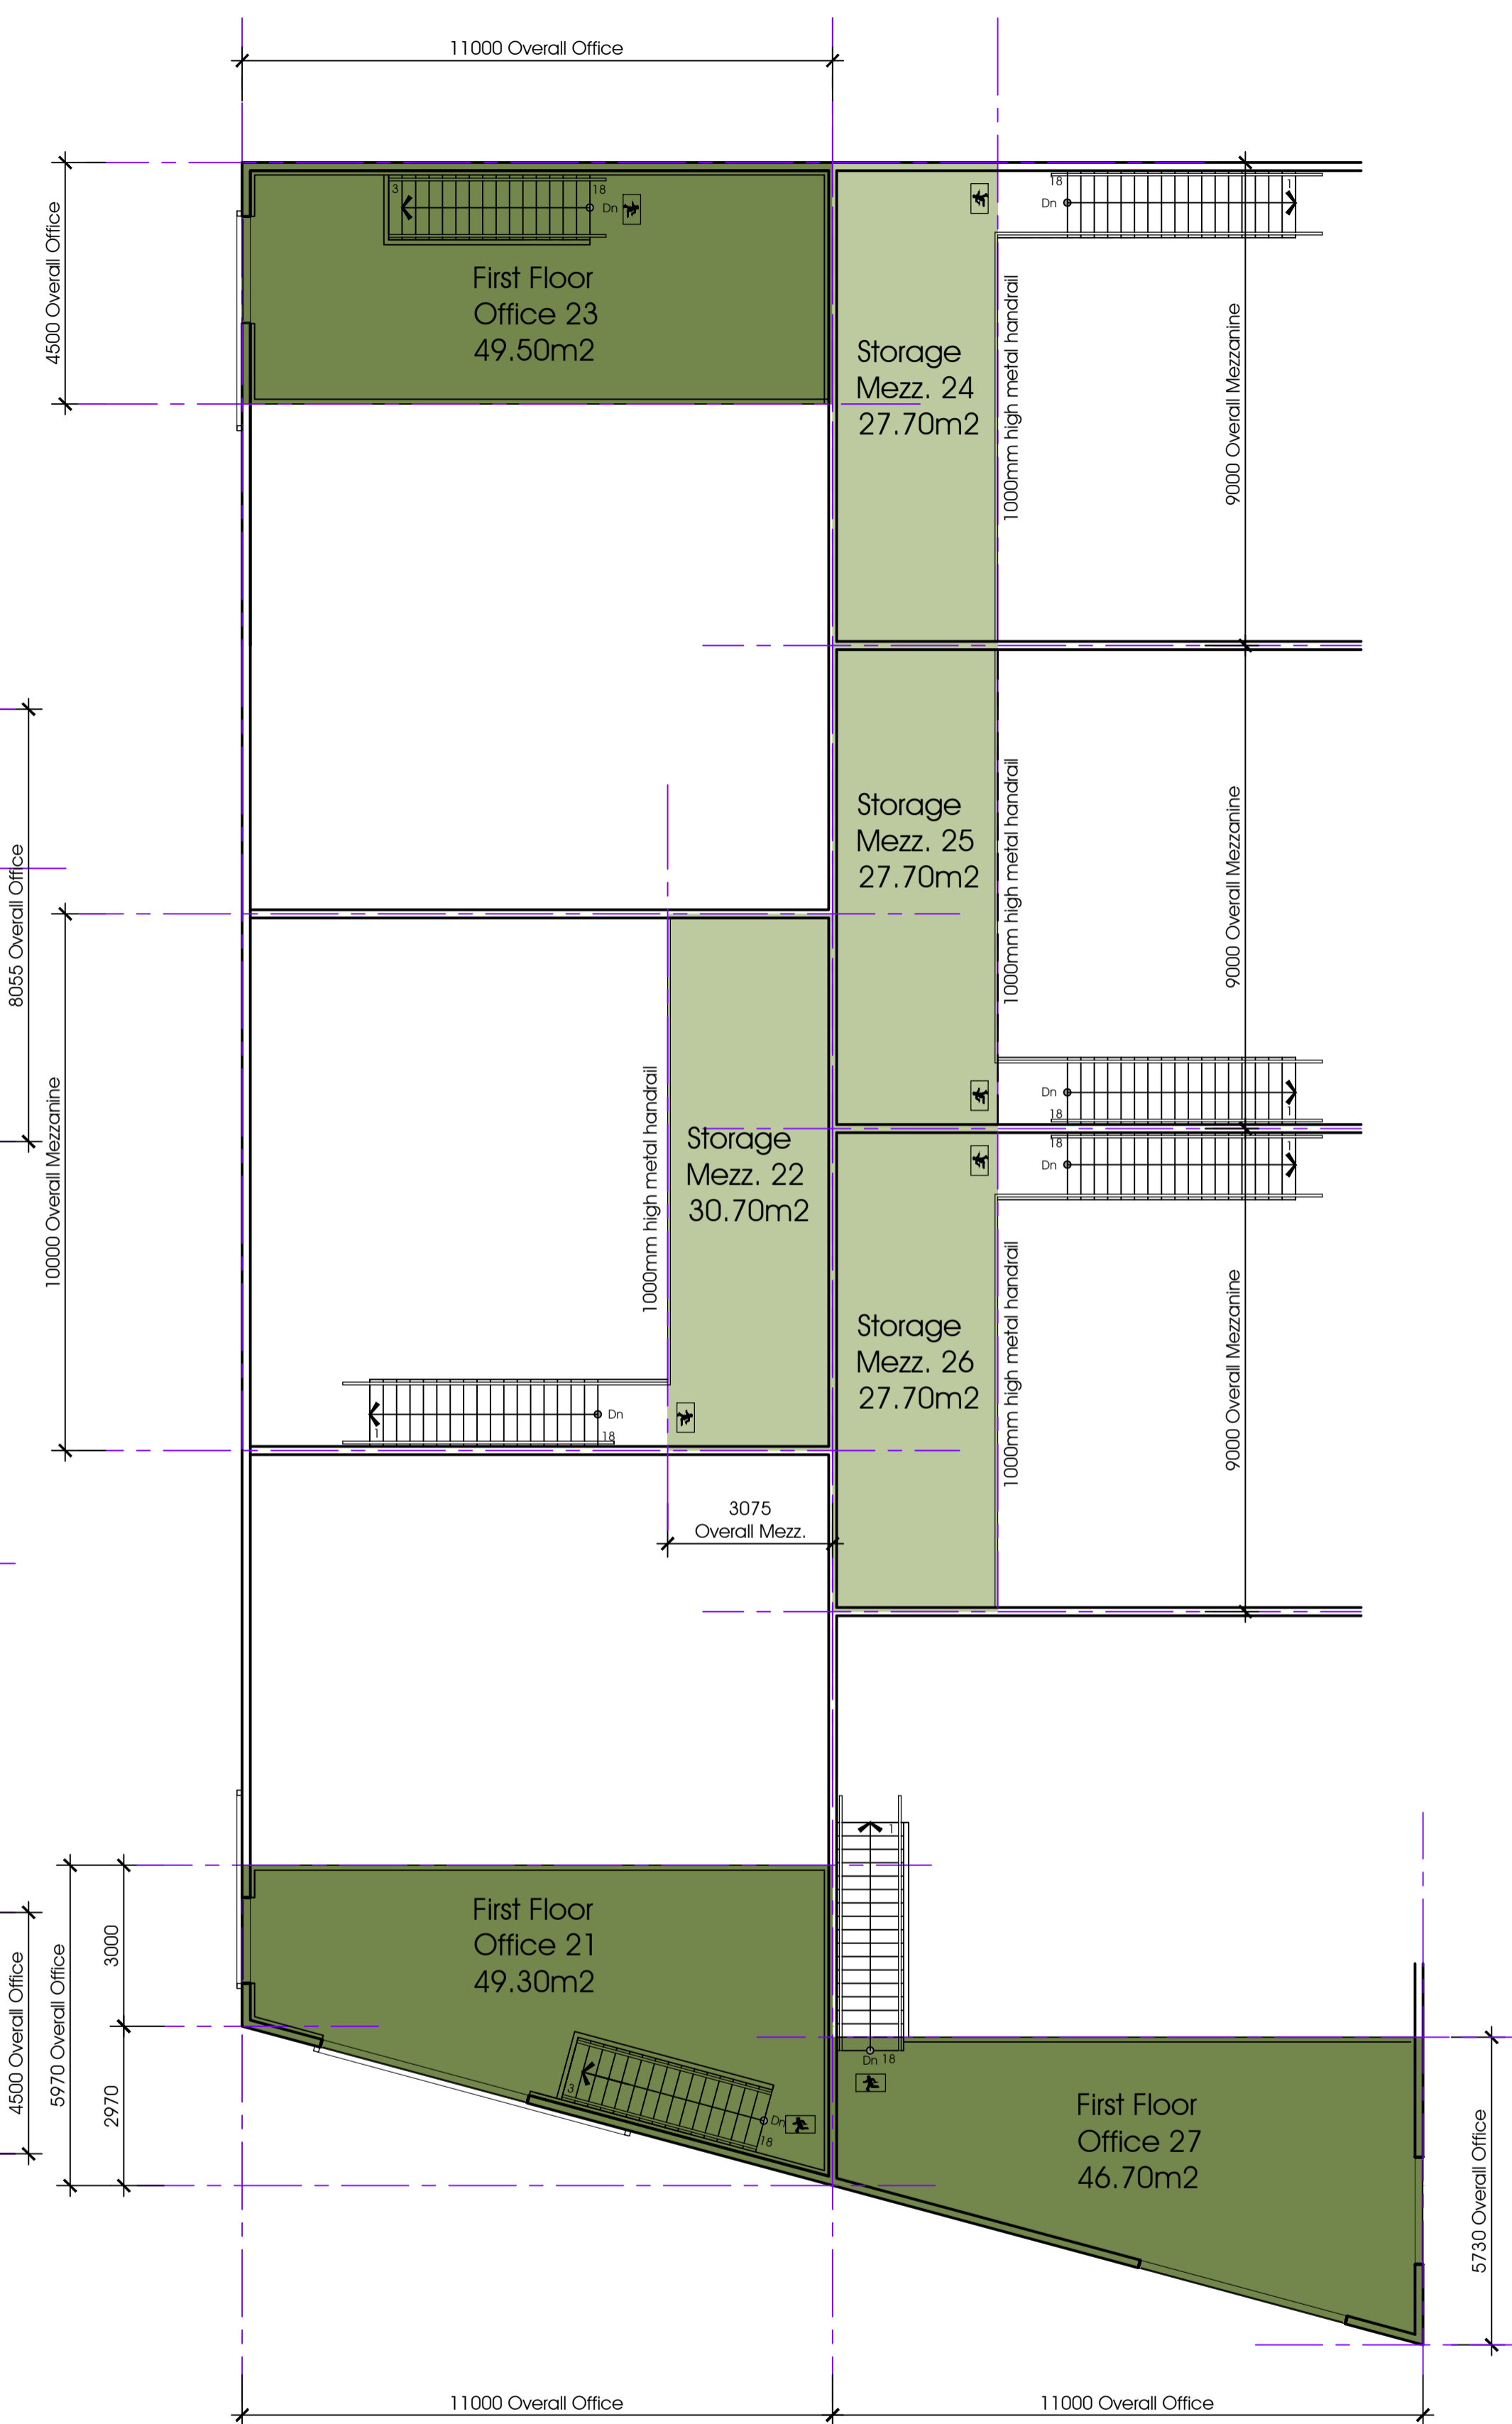 11000 Overall Office
4500 Overall Office
3
18
Dn
First Floor
Office 23
49.50m2
18
Dn
1
Storage
Mezz. 24
27.70m2
1000mm high metal handrail
9000 Overall Mezzanine
8055 Overall Office
10000 Overall Mezzanine
Storage
Mezz. 25
27.70m2
1000mm high metal handrail
9000 Overall Mezzanine
Dn
18
1
18
Dn
1
1000mm high metal handrail
Storage
Mezz. 22
30.70m2
Storage
Mezz. 26
27.70m2
1000mm high metal handrail
9000 Overall Mezzanine
Dn
18
1
3075
Overall Mezz.
1
Dn 18
4500 Overall Office
5970 Overall Office
3000
2970
First Floor
Office 21
49.30m2
3
Dn
18
First Floor
Office 27
46.70m2
5730 Overall Office
11000 Overall Office
11000 Overall Office